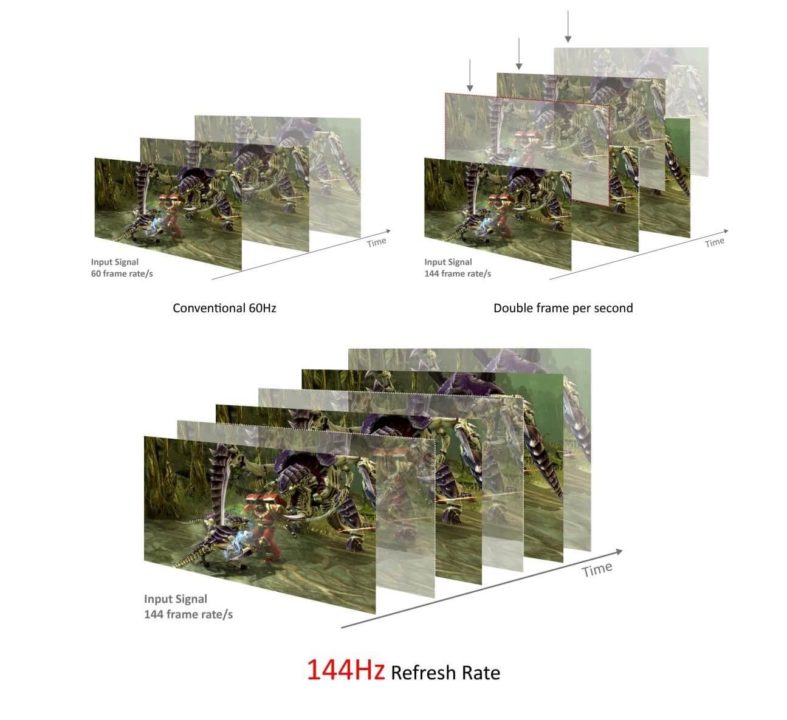 Time
Input Signal
60 frame rate/s
Conventional 60Hz
Time
Input Signal
144 frame rate/s
Double frame per second
Time
Input Signal
144 frame rate/s
144Hz Refresh Rate